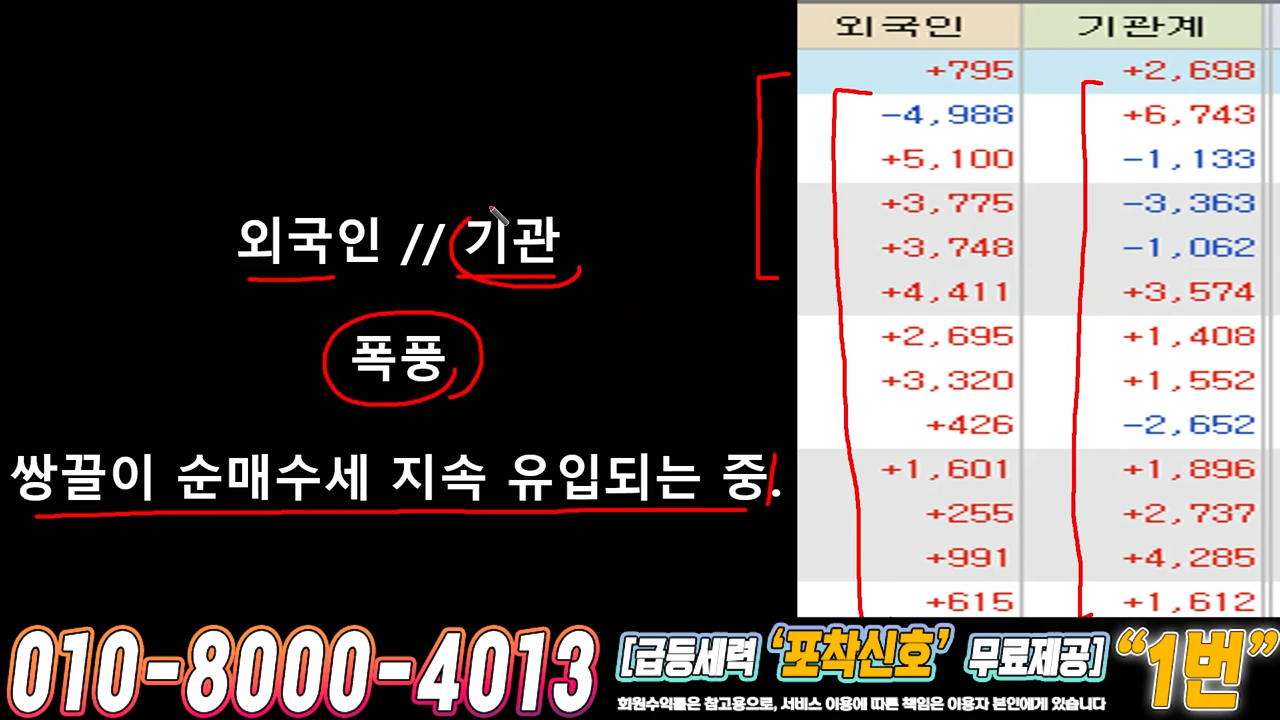 외국인 // 기관
폭풍
쌍끌이 순매수세 지속 유입되는 중.
외국인 기관계
+795 +2,698
-4,988 +6,743
+5,100 -1,133
+3,775 -3,363
+3,748 -1,062
+4,411 +3,574
+2,695 +1,408
+3,320 +1,552
+426 -2,652
+1,601 +1,896
+255 +2,737
+991 +4,285
+615 +1,612
010-8000-4013 [급등세력 '포착신호' 무료제공] "1번"
회원수익률은 참고용으로, 서비스 이용에 따른 책임은 이용자 본인에게 있습니다